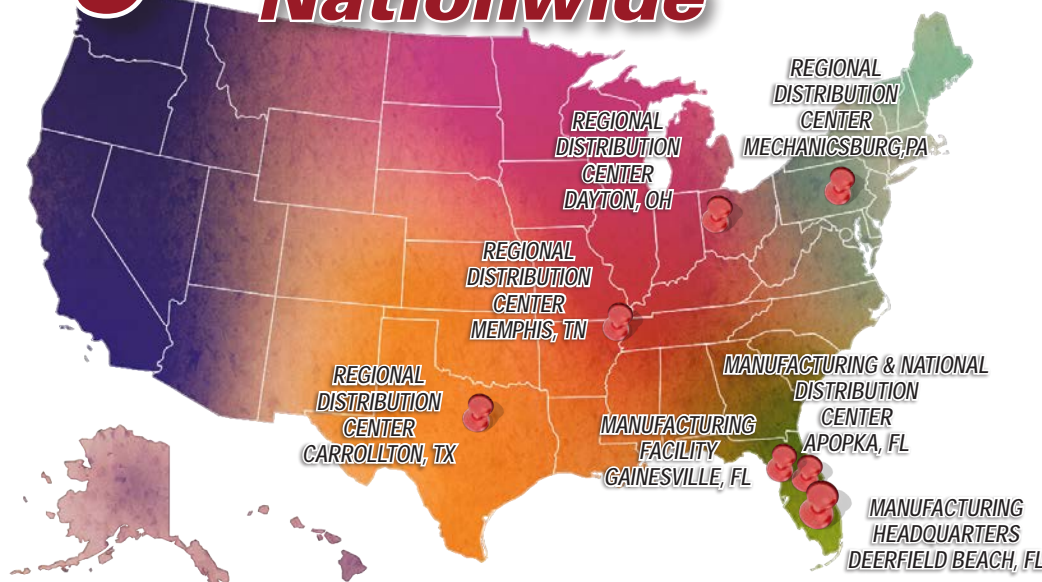 Nationwide
REGIONAL
DISTRIBUTION
CENTER
MECHANICSBURG,PA
REGIONAL
DISTRIBUTION
CENTER
DAYTON, OH
REGIONAL
DISTRIBUTION
CENTER
MEMPHIS, TN
REGIONAL
DISTRIBUTION
CENTER
CARROLLTON, TX
MANUFACTURING & NATIONAL
DISTRIBUTION
CENTER
APOPKA, FL
MANUFACTURING
FACILITY
GAINESVILLE, FL
MANUFACTURING
HEADQUARTERS
DEERFIELD BEACH, FL